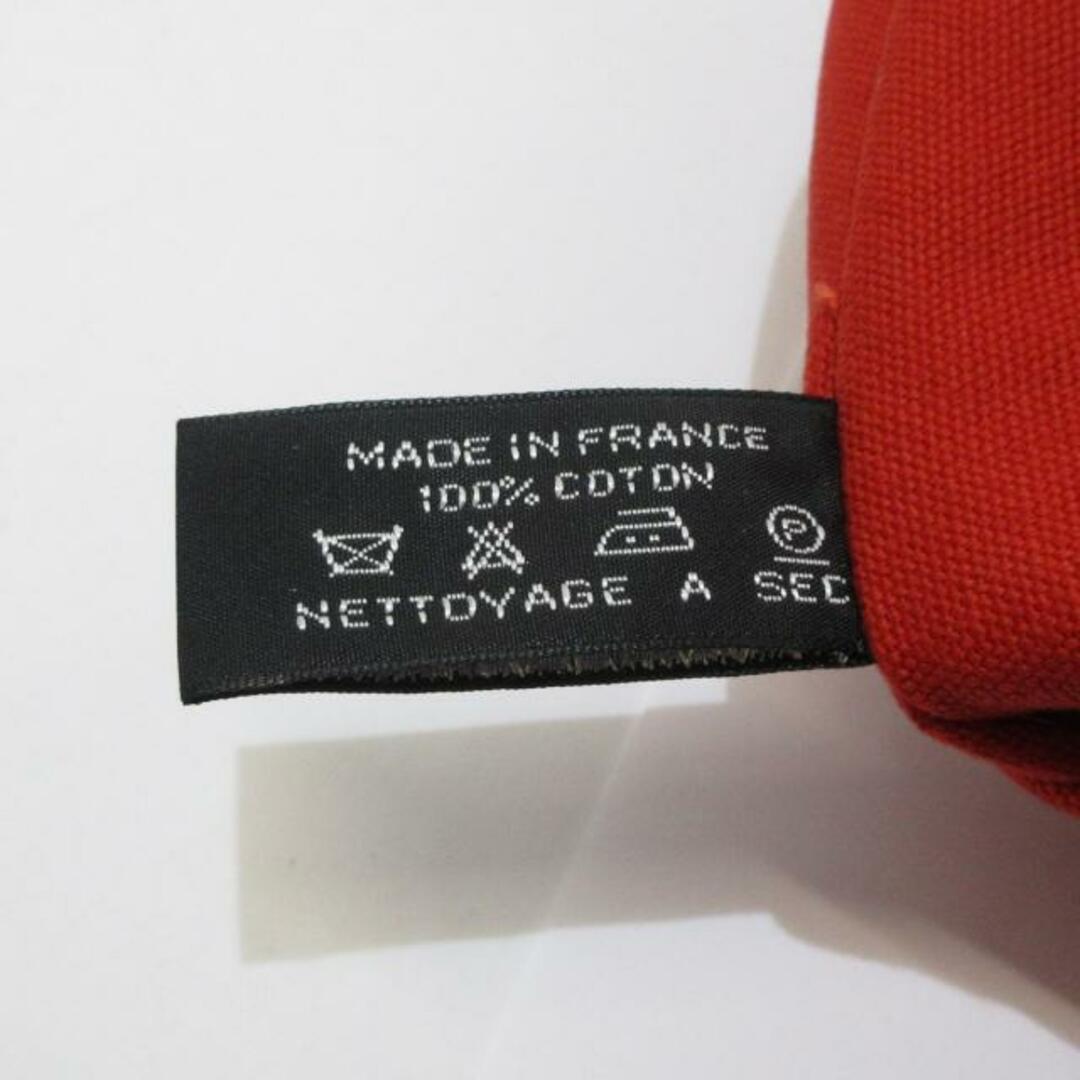 MADE IN FRANCE
100% COTON
P
NETTOYAGE A SEC